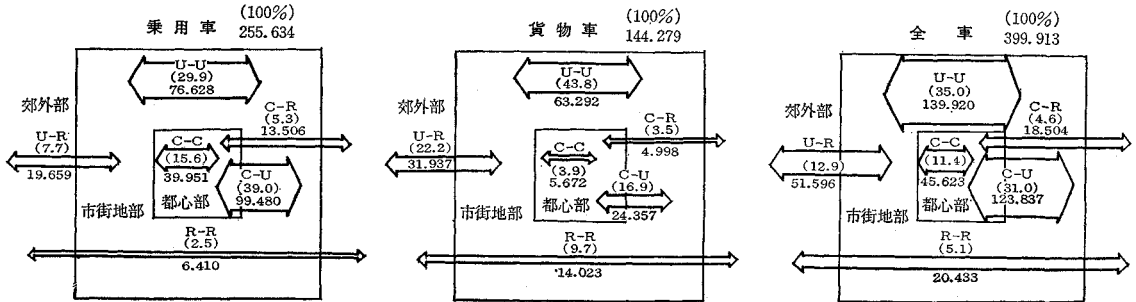 乗用車 (100%)
255.634
U-U
(29.9)
76.628
郊外部
U-R
(7.7)
19.659
C-R
(5.3)
13.506
C-C
(15.6)
39.951
C-U
(39.0)
99.480
都心部
市街地部
R-R
(2.5)
6.410
貨物車 (100%)
144.279
U-U
(43.8)
63.292
郊外部
U-R
(22.2)
31.937
C-R
(3.5)
4.998
C-C
(3.9)
5.672
C-U
(16.9)
24.357
都心部
市街地部
R-R
(9.7)
14.023
全車 (100%)
399.913
U-U
(35.0)
139.920
郊外部
U-R
(12.9)
51.596
C-R
(4.6)
18.504
C-C
(11.4)
45.623
C-U
(31.0)
123.837
都心部
市街地部
R-R
(5.1)
20.433